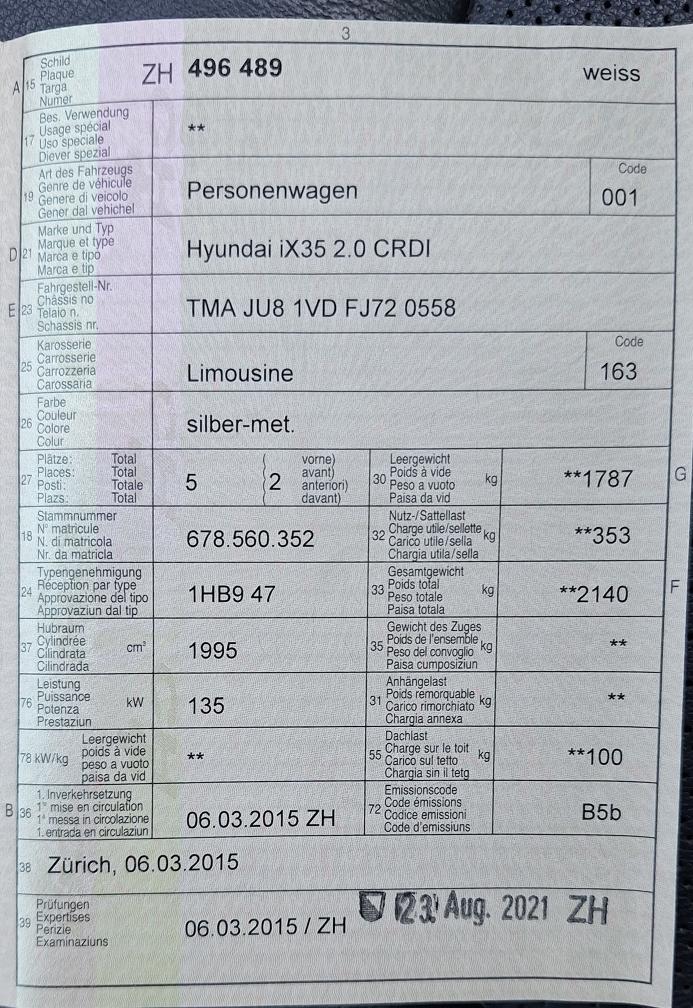 3
A 15 Schild
Plaque
Targa
Numer
ZH 496 489 weiss
17 Bes. Verwendung
Usage spécial
Uso speciale
Diever spezial
**
19 Art des Fahrzeugs
Genre de véhicule
Genere di veicolo
Gener dal vehichel
Personenwagen
Code
001
D 21 Marke und Typ
Marque et type
Marca e tipo
Marca e tip
Hyundai iX35 2.0 CRDI
E 23 Fahrgestell-Nr.
Châssis no
Telaio n.
Schassis nr.
TMA JU8 1VD FJ72 0558
25 Karosserie
Carrosserie
Carrozzeria
Carossaria
Limousine
Code
163
26 Farbe
Couleur
Colore
Colur
silber-met.
27 Plätze: Total
Places: Total
Posti: Totale
Plazs: Total
5 ( 2 vorne)
avant)
anteriori)
davant)
30 Leergewicht
Poids à vide
Peso a vuoto
Paisa da vid
kg
**1787
G
18 Stammnummer
N° matricule
N. di matricola
Nr. da matricla
678.560.352
32 Nutz-/Sattellast
Charge utile/sellette
Carico utile/sella
Chargia utila/sella
kg
**353
24 Typengenehmigung
Réception par type
Approvazione del tipo
Approvaziun dal tip
1HB9 47
33 Gesamtgewicht
Poids total
Peso totale
Paisa totala
kg
**2140
F
37 Hubraum
Cylindrée
Cilindrata
Cilindrada
cm³
1995
35 Gewicht des Zuges
Poids de l'ensemble
Peso del convoglio
Paisa cumposiziun
kg
**
76 Leistung
Puissance
Potenza
Prestaziun
kW
135
31 Anhängelast
Poids remorquable
Carico rimorchiato
Chargia annexa
kg
**
78 kW/kg Leergewicht
poids à vide
peso a vuoto
paisa da vid
**
55 Dachlast
Charge sur le toit
Carico sul tetto
Chargia sin il tetg
kg
**100
B 36 1. Inverkehrsetzung
1° mise en circulation
1ª messa in circolazione
1. entrada en circulaziun
06.03.2015 ZH
72 Emissionscode
Code émissions
Codice emissioni
Code d'emissiuns
B5b
38 Zürich, 06.03.2015
39 Prüfungen
Expertises
Perizie
Examinaziuns
06.03.2015 / ZH
23. Aug. 2021 ZH